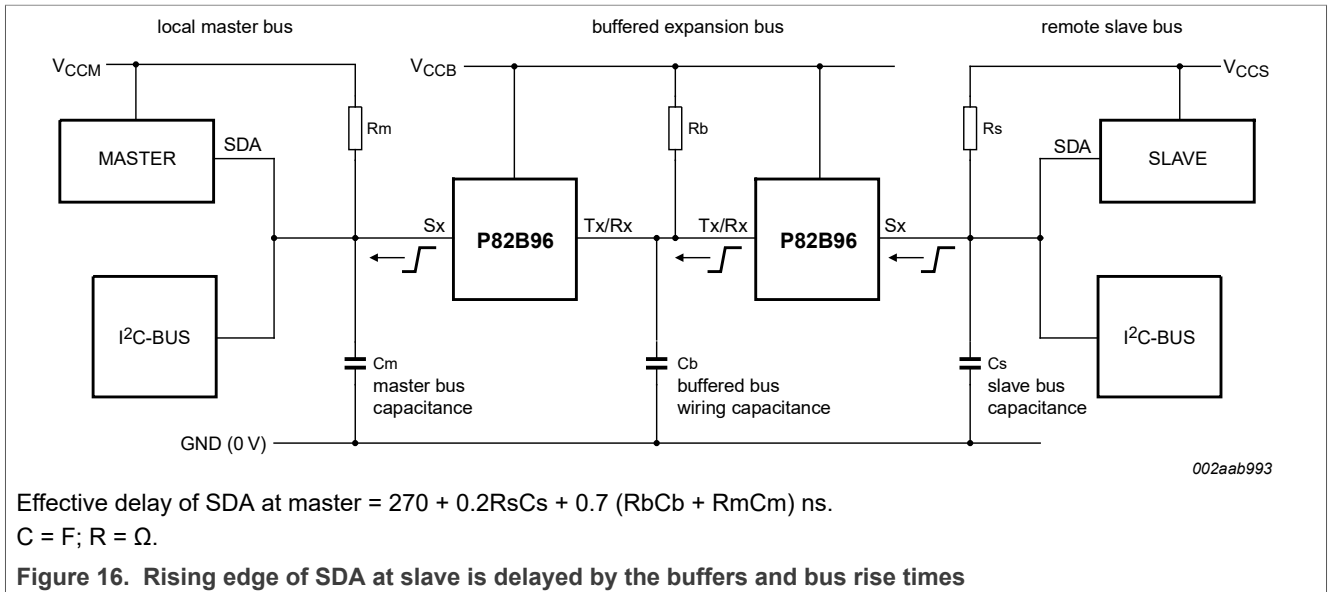 local master bus
buffered expansion bus
remote slave bus
VCCM
VCCB
VCCS
Rm
Rb
Rs
MASTER
SDA
SDA
SLAVE
Sx
P82B96
Tx/Rx
Tx/Rx
P82B96
Sx
I2C-BUS
I2C-BUS
Cm
master bus
capacitance
Cb
buffered bus
wiring capacitance
Cs
slave bus
capacitance
GND (0 V)
002aab993
Effective delay of SDA at master = 270 + 0.2RsCs + 0.7 (RbCb + RmCm) ns.
C = F; R = Ω.
Figure 16. Rising edge of SDA at slave is delayed by the buffers and bus rise times